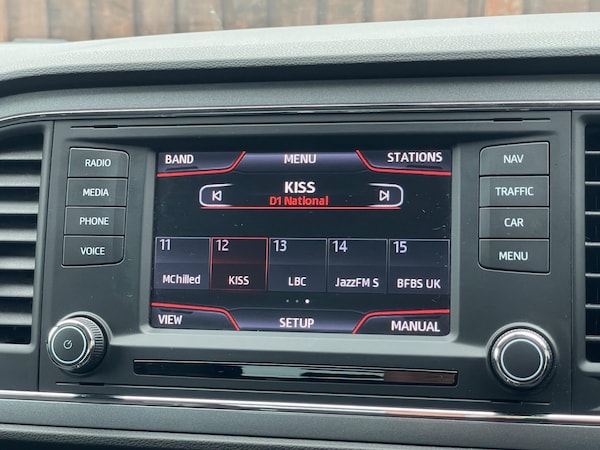 RADIO
MEDIA
PHONE
VOICE
BAND MENU STATIONS
KISS
D1 National
11 12 13 14 15
MChilled KISS LBC JazzFM S BFBS UK
VIEW SETUP MANUAL
NAV
TRAFFIC
CAR
MENU